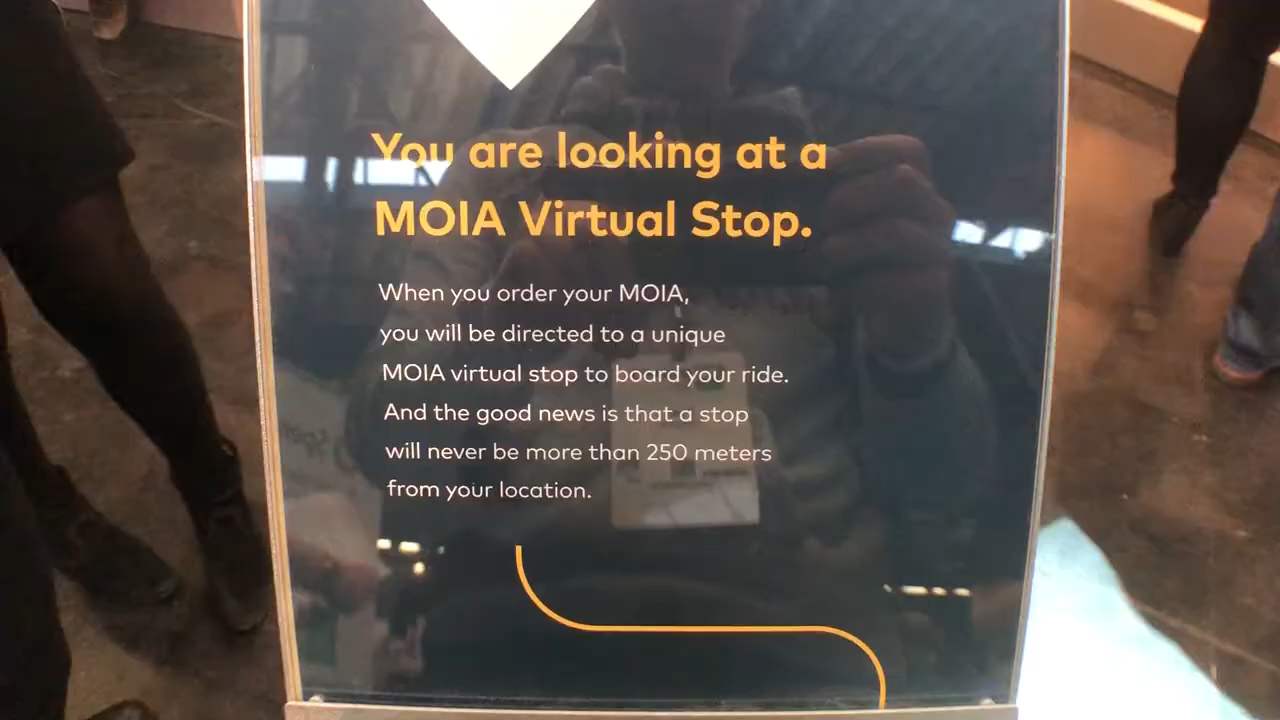 You are looking at a
MOIA Virtual Stop.
When you order your MOIA,
you will be directed to a unique
MOIA virtual stop to board your ride.
And the good news is that a stop
will never be more than 250 meters
from your location.